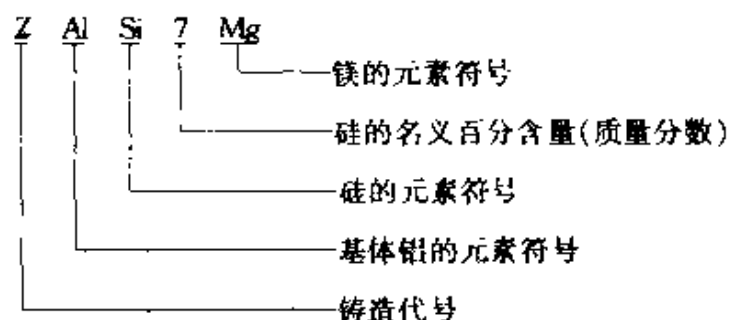 Z Al Si 7 Mg
镁的元素符号
硅的名义百分含量(质量分数)
硅的元素符号
基体铝的元素符号
铸造代号